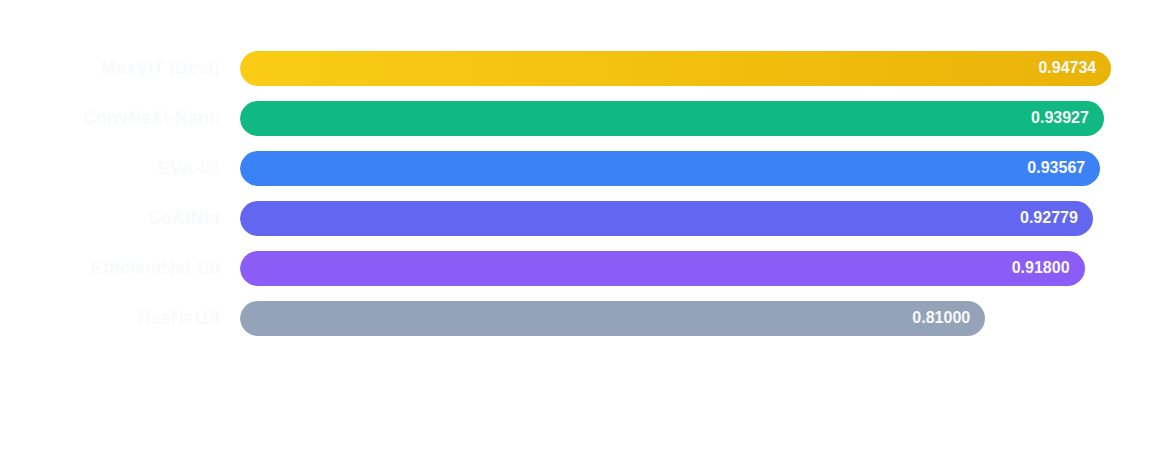 MaxViT (Best) 0.94734
ConvNeXt-Nano 0.93927
EVA-02 0.93567
CoAtNet 0.92779
EfficientNet-B0 0.91800
ResNet18 0.81000